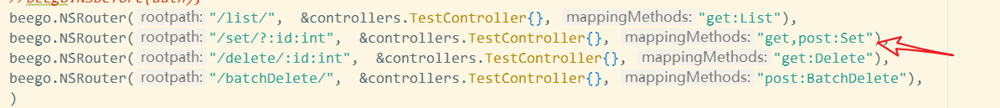 beego.NSRouter( rootpath: "/list/",  &controllers.TestController{}, mappingMethods: "get:List"),
beego.NSRouter( rootpath: "/set/?:id:int",  &controllers.TestController{}, mappingMethods: "get,post:Set"),
beego.NSRouter( rootpath: "/delete/:id:int",  &controllers.TestController{}, mappingMethods: "get:Delete"),
beego.NSRouter( rootpath: "/batchDelete/",  &controllers.TestController{}, mappingMethods: "post:BatchDelete"),
)